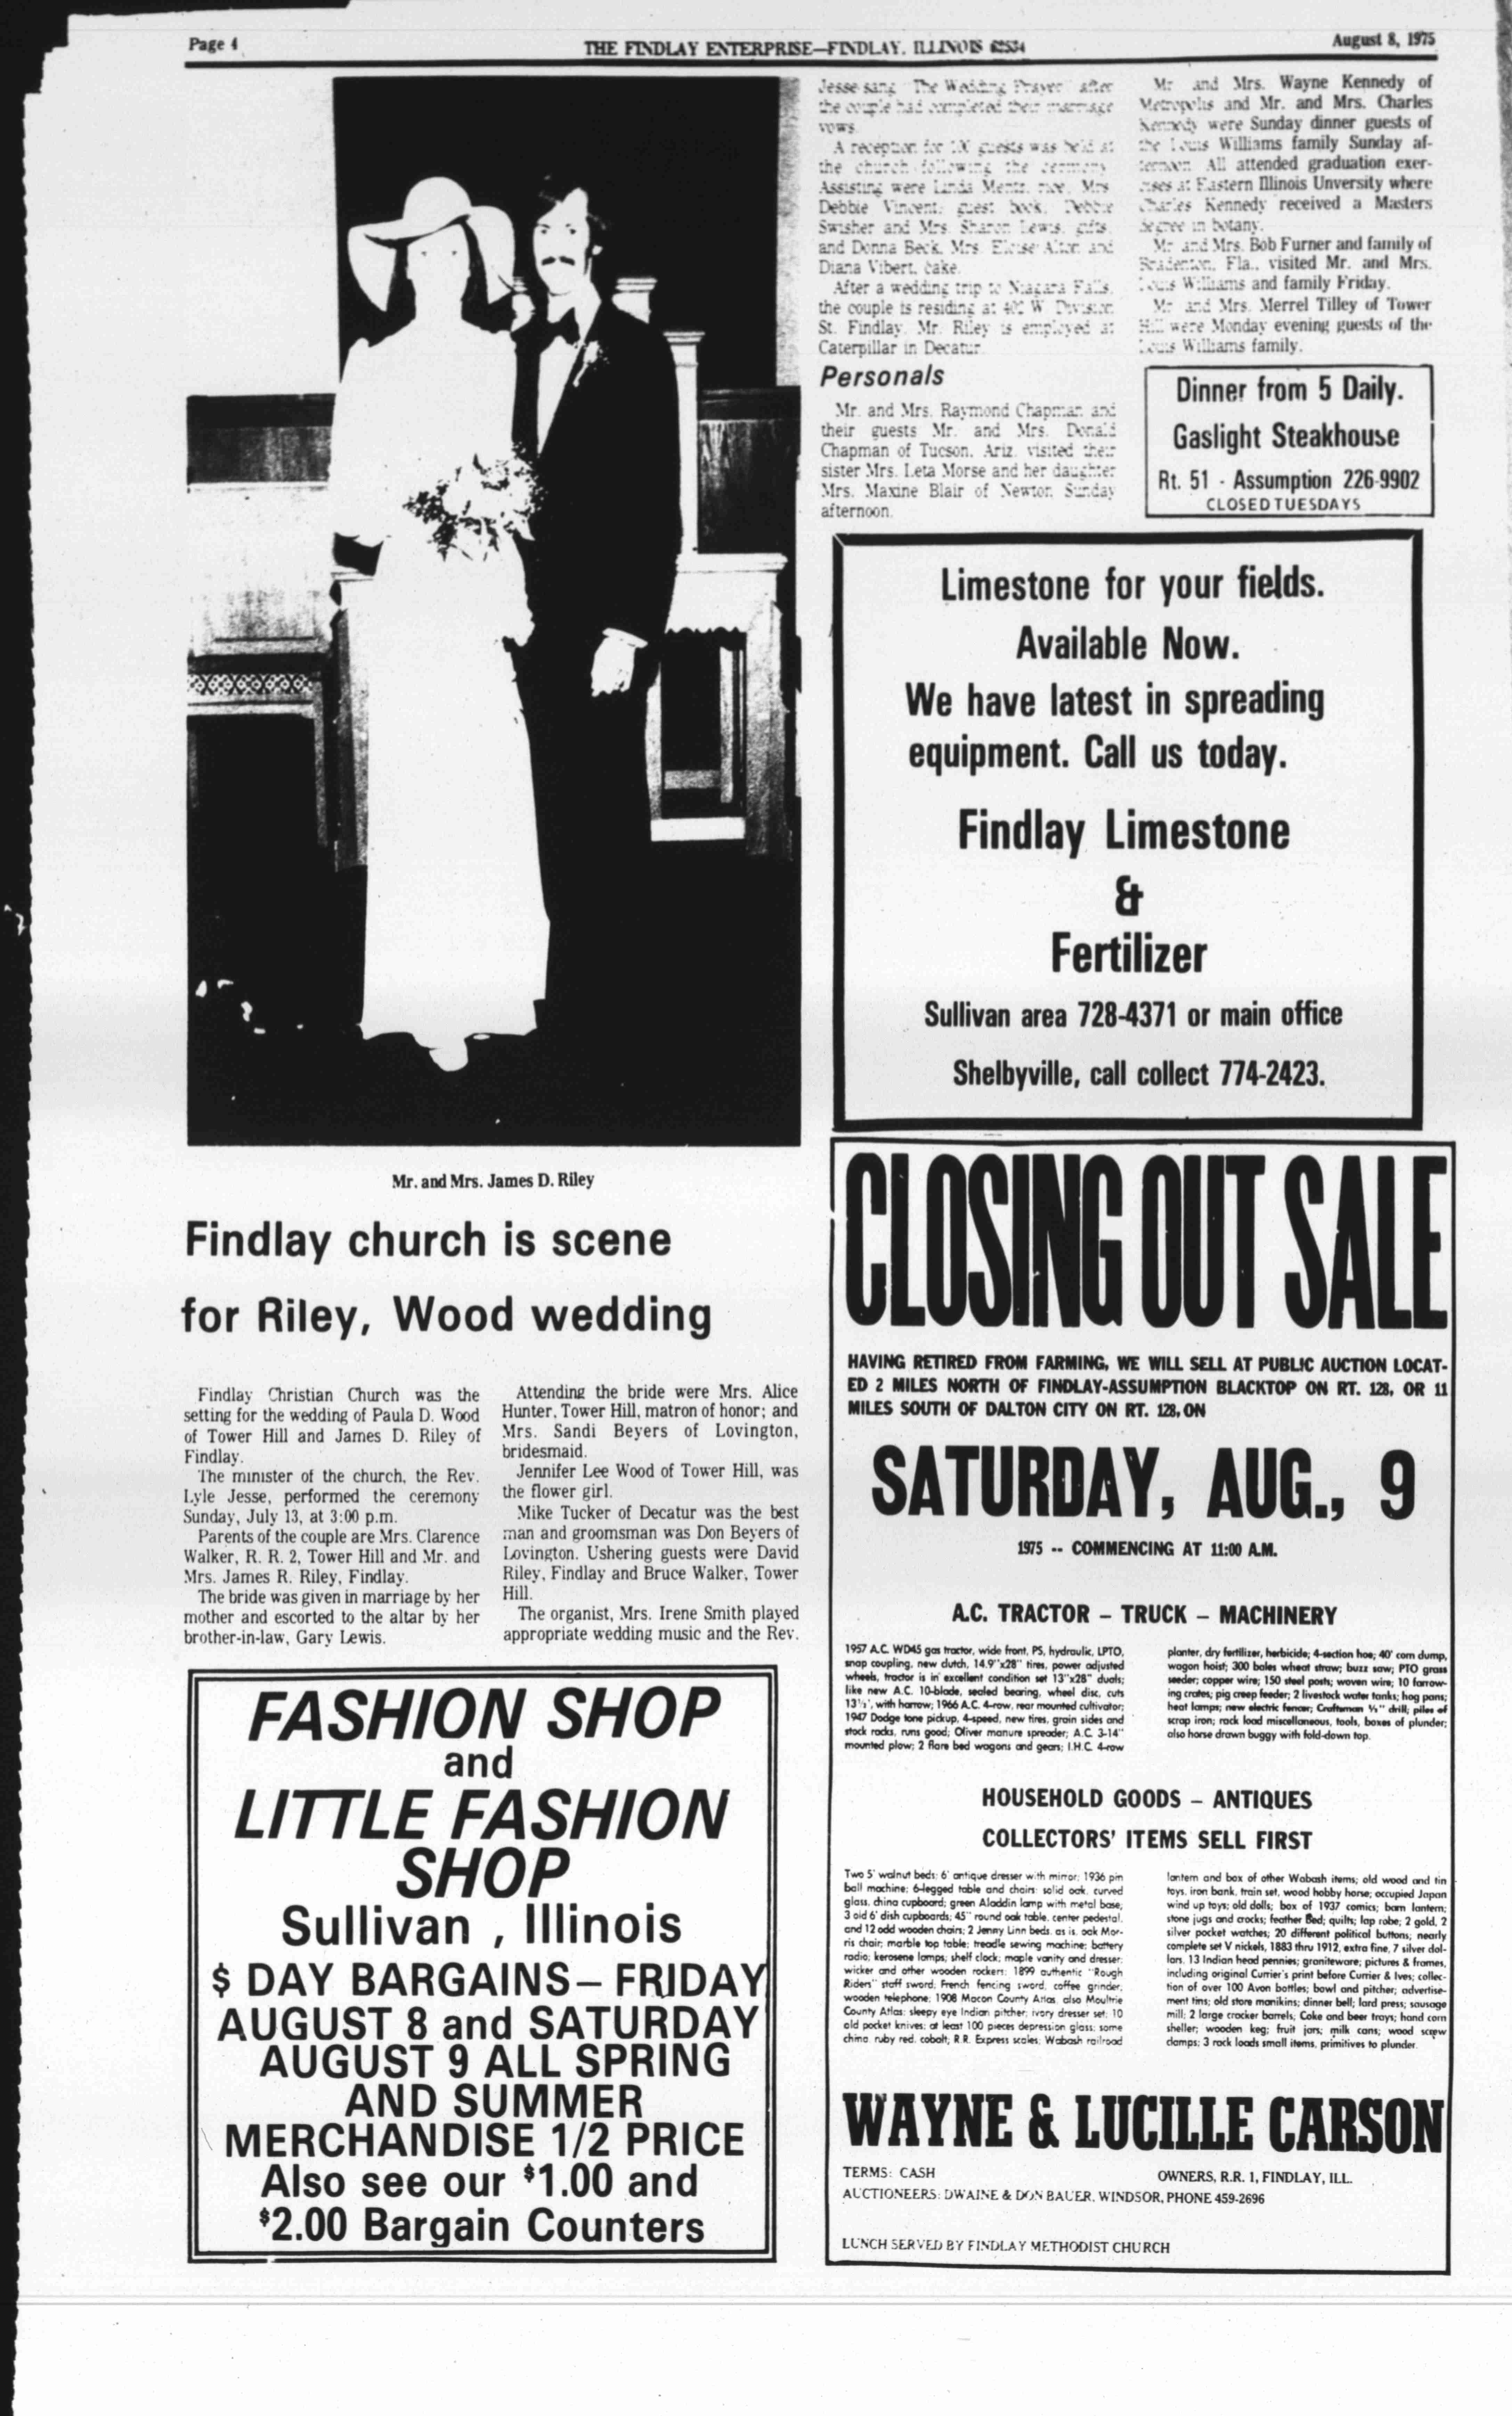 Page 4
THE FINDLAY ENTERPRISE—FINDLAY, ILLINOIS 62534
August 8, 1975
Mr. and Mrs. James D. Riley
Findlay church is scene
for Riley, Wood wedding
Findlay Christian Church was the
setting for the wedding of Paula D. Wood
of Tower Hill and James D. Riley of
Findlay.
The minister of the church, the Rev.
Lyle Jesse, performed the ceremony
Sunday, July 13, at 3:00 p.m.
Parents of the couple are Mrs. Clarence
Walker, R. R. 2, Tower Hill and Mr. and
Mrs. James R. Riley, Findlay.
The bride was given in marriage by her
mother and escorted to the altar by her
brother-in-law, Gary Lewis.
Attending the bride were Mrs. Alice
Hunter, Tower Hill, matron of honor; and
Mrs. Sandi Beyers of Lovington,
bridesmaid.
Jennifer Lee Wood of Tower Hill, was
the flower girl.
Mike Tucker of Decatur was the best
man and groomsman was Don Beyers of
Lovington. Ushering guests were David
Riley, Findlay and Bruce Walker, Tower
Hill.
The organist, Mrs. Irene Smith played
appropriate wedding music and the Rev.
Jesse sang "The Wedding Prayer" after
the couple had completed their marriage
vows.
A reception for guests was held at
the church following the ceremony.
Assisting were Linda Mentz, rice, Mrs.
Debbie Vincent, guest book, Debbie
Swisher and Mrs. Sharon Lewis, gifts,
and Donna Beck, Mrs. Eloise Alton and
Diana Vibert, cake.
After a wedding trip to Niagara Falls,
the couple is residing at W. Division
St. Findlay. Mr. Riley is employed at
Caterpillar in Decatur.
Personals
Mr. and Mrs. Raymond Chapman and
their guests Mr. and Mrs. Donald
Chapman of Tucson, Ariz. visited their
sister Mrs. Leta Morse and her daughter
Mrs. Maxine Blair of Newton Sunday
afternoon.
Mr. and Mrs. Wayne Kennedy of
Metropolis and Mr. and Mrs. Charles
Kennedy were Sunday dinner guests of
the Louis Williams family Sunday af-
ternoon. All attended graduation exer-
cises at Eastern Illinois Unversity where
Charles Kennedy received a Masters
degree in botany.
Mr. and Mrs. Bob Furner and family of
Bradenton, Fla., visited Mr. and Mrs.
Louis Williams and family Friday.
Mr. and Mrs. Merrel Tilley of Tower
Hill were Monday evening guests of the
Louis Williams family.
Dinner from 5 Daily.
Gaslight Steakhouse
Rt. 51 - Assumption 226-9902
CLOSED TUESDAYS
Limestone for your fields.
Available Now.
We have latest in spreading
equipment. Call us today.
Findlay Limestone
&
Fertilizer
Sullivan area 728-4371 or main office
Shelbyville, call collect 774-2423.
FASHION SHOP
and
LITTLE FASHION
SHOP
Sullivan , Illinois
$ DAY BARGAINS— FRIDAY
AUGUST 8 and SATURDAY
AUGUST 9 ALL SPRING
AND SUMMER
MERCHANDISE 1/2 PRICE
Also see our $1.00 and
$2.00 Bargain Counters
CLOSING OUT SALE
HAVING RETIRED FROM FARMING, WE WILL SELL AT PUBLIC AUCTION LOCAT-
ED 2 MILES NORTH OF FINDLAY-ASSUMPTION BLACKTOP ON RT. 128, OR 11
MILES SOUTH OF DALTON CITY ON RT. 128, ON
SATURDAY, AUG., 9
1975 -- COMMENCING AT 11:00 A.M.
A.C. TRACTOR – TRUCK – MACHINERY
1957 A.C. WD45 gas tractor, wide front, PS, hydraulic, LPTO,
snap coupling, new clutch, 14.9"x28" tires, power adjusted
wheels, tractor is in excellent condition set 13"x28" duals;
like new A.C. 10-blade, sealed bearing, wheel disc, cuts
13½', with harrow; 1966 A.C. 4-row, rear mounted cultivator;
1947 Dodge tone pickup, 4-speed, new tires, grain sides and
stock racks, runs good; Oliver manure spreader; A.C. 3-14"
mounted plow; 2 flare bed wagons and gears; I.H.C. 4-row
planter, dry fertilizer, herbicide; 4-section hoe; 40' corn dump,
wagon hoist; 300 bales wheat straw; buzz saw; PTO grass
seeder; copper wire; 150 steel posts; woven wire; 10 farrow-
ing crates; pig creep feeder; 2 livestock water tanks; hog pans;
heat lamps; new electric fencer; Craftsman ½" drill; piles of
scrap iron; rack load miscellaneous, tools, boxes of plunder;
also horse drawn buggy with fold-down top.
HOUSEHOLD GOODS – ANTIQUES
COLLECTORS' ITEMS SELL FIRST
Two 5' walnut beds; 6' antique dresser with mirror; 1936 pin
ball machine; 6-legged table and chairs; solid oak, curved
glass, china cupboard; green Aladdin lamp with metal base;
3 old 6' dish cupboards; 45" round oak table, center pedestal,
and 12 odd wooden chairs; 2 Jenny Linn beds, as is, oak Mor-
ris chair; marble top table; treadle sewing machine; battery
radio; kerosene lamps; shelf clock; maple vanity and dresser;
wicker and other wooden rockers; 1899 authentic "Rough
Riders" staff sword; French fencing sword, coffee grinder,
wooden telephone; 1908 Macon County Atlas, also Moultrie
County Atlas; sleepy eye Indian pitcher; ivory dresser set; 10
old pocket knives; at least 100 pieces depression glass; some
china, ruby red, cobalt; R.R. Express scales; Wabash railroad
lantern and box of other Wabash items; old wood and tin
toys, iron bank, train set, wood hobby horse; occupied Japan
wind up toys; old dolls; box of 1937 comics; barn lantern;
stone jugs and crocks; feather Bed; quilts; lap robe; 2 gold, 2
silver pocket watches; 20 different political buttons; nearly
complete set V nickels, 1883 thru 1912, extra fine, 7 silver dol-
lars, 13 Indian head pennies; graniteware; pictures & frames,
including original Currier's print before Currier & Ives; collec-
tion of over 100 Avon bottles; bowl and pitcher; advertise-
ment tins; old store manikins; dinner bell; lard press; sausage
mill; 2 large cracker barrels; Coke and beer trays; hand corn
sheller; wooden keg; fruit jars; milk cans; wood screw
clamps; 3 rack loads small items, primitives to plunder.
WAYNE & LUCILLE CARSON
TERMS: CASH
OWNERS, R.R. 1, FINDLAY, ILL.
AUCTIONEERS: DWAINE & DON BAUER, WINDSOR, PHONE 459-2696
LUNCH SERVED BY FINDLAY METHODIST CHURCH